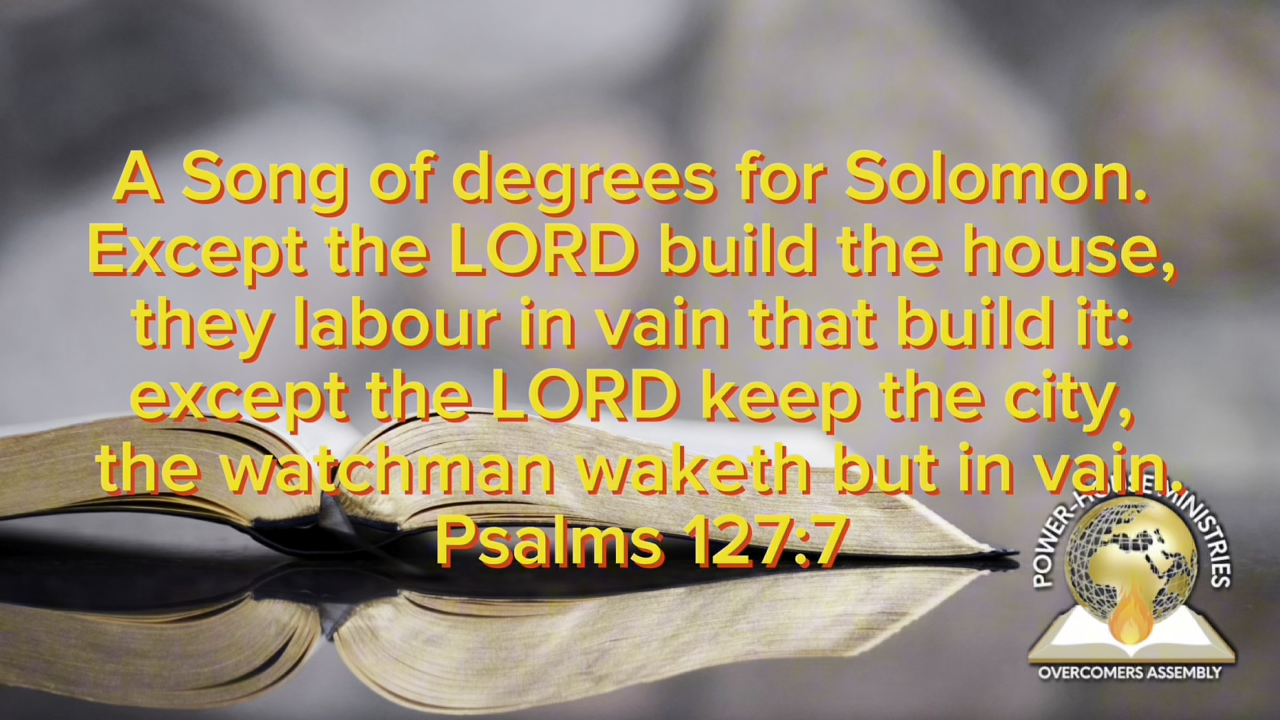 A Song of degrees for Solomon.
Except the LORD build the house,
they labour in vain that build it:
except the LORD keep the city,
the watchman waketh but in vain.
Psalms 127:7
POWER-HOUSE MINISTRIES
OVERCOMERS ASSEMBLY